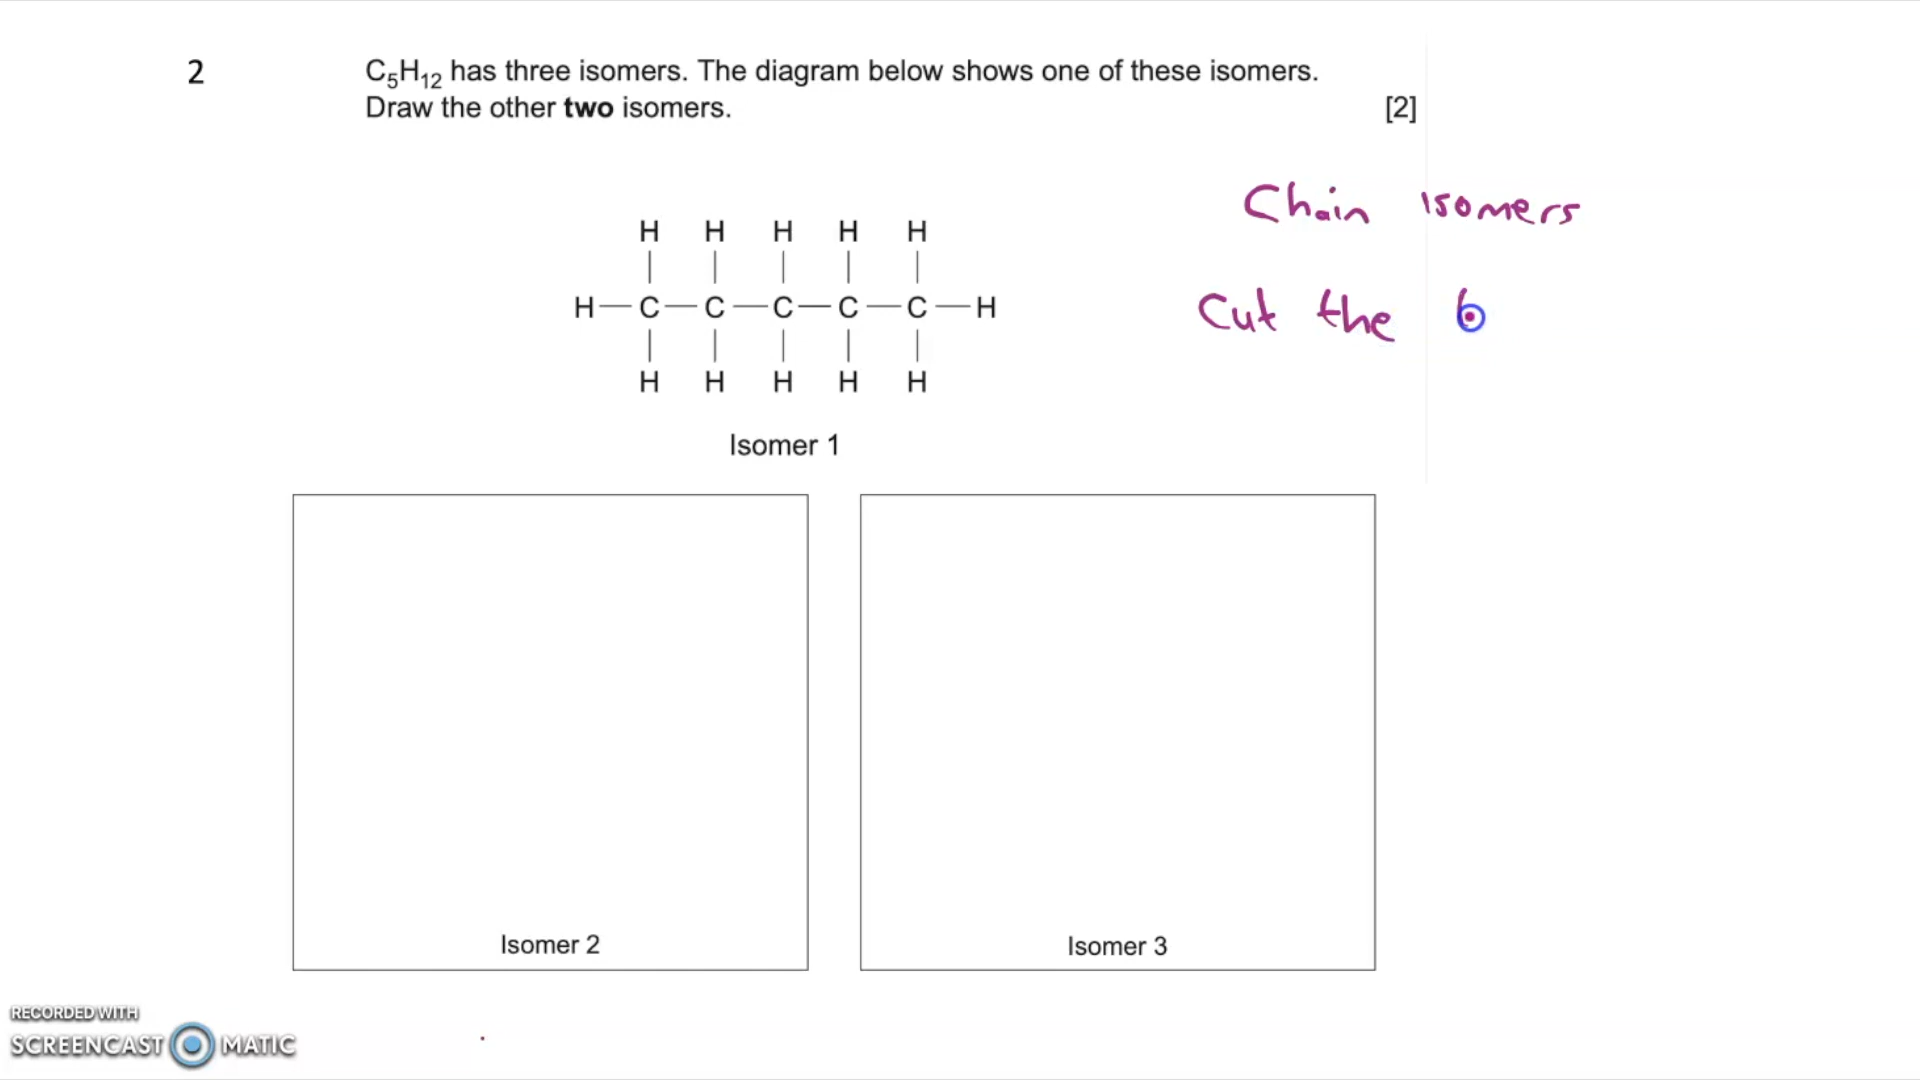 2
C₅H₁₂ has three isomers. The diagram below shows one of these isomers.
Draw the other two isomers.
[2]
Chain isomers
H H H H H
H—C—C—C—C—C—H
H H H H H
Cut the
Isomer 1
Isomer 2
Isomer 3
RECORDED WITH
SCREENCAST MATIC